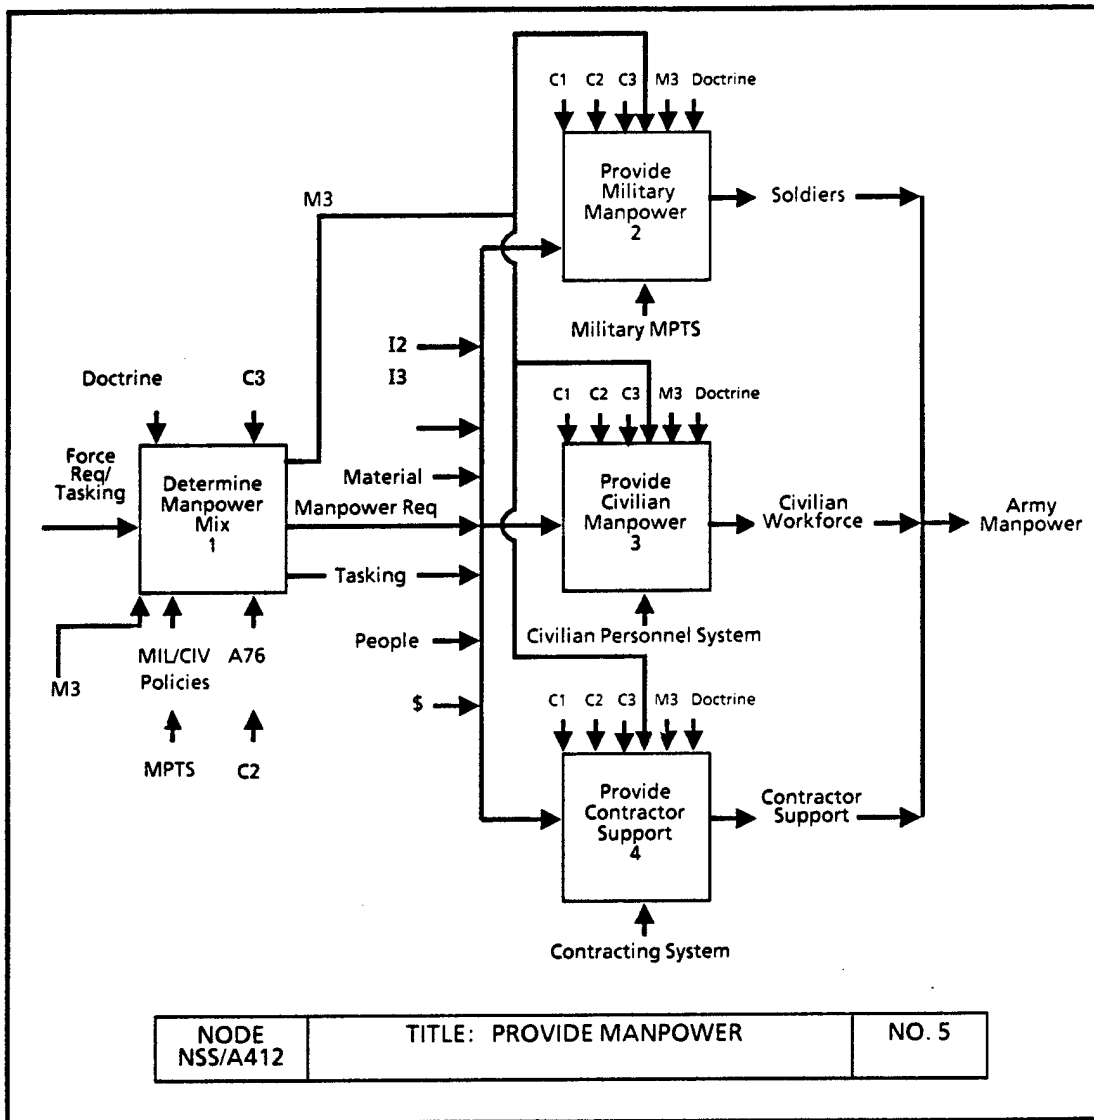 C1 C2 C3 M3 Doctrine
Provide
Military
Manpower
2
Soldiers
Military MPTS
M3
I2
I3
Doctrine C3
Force
Req/
Tasking
Determine
Manpower
Mix
1
Material
Manpower Req
Tasking
People
$
M3
MIL/CIV
Policies
A76
MPTS
C2
C1 C2 C3 M3 Doctrine
Provide
Civilian
Manpower
3
Civilian
Workforce
Army
Manpower
Civilian Personnel System
C1 C2 C3 M3 Doctrine
Provide
Contractor
Support
4
Contractor
Support
Contracting System
NODE
NSS/A412
TITLE: PROVIDE MANPOWER
NO. 5